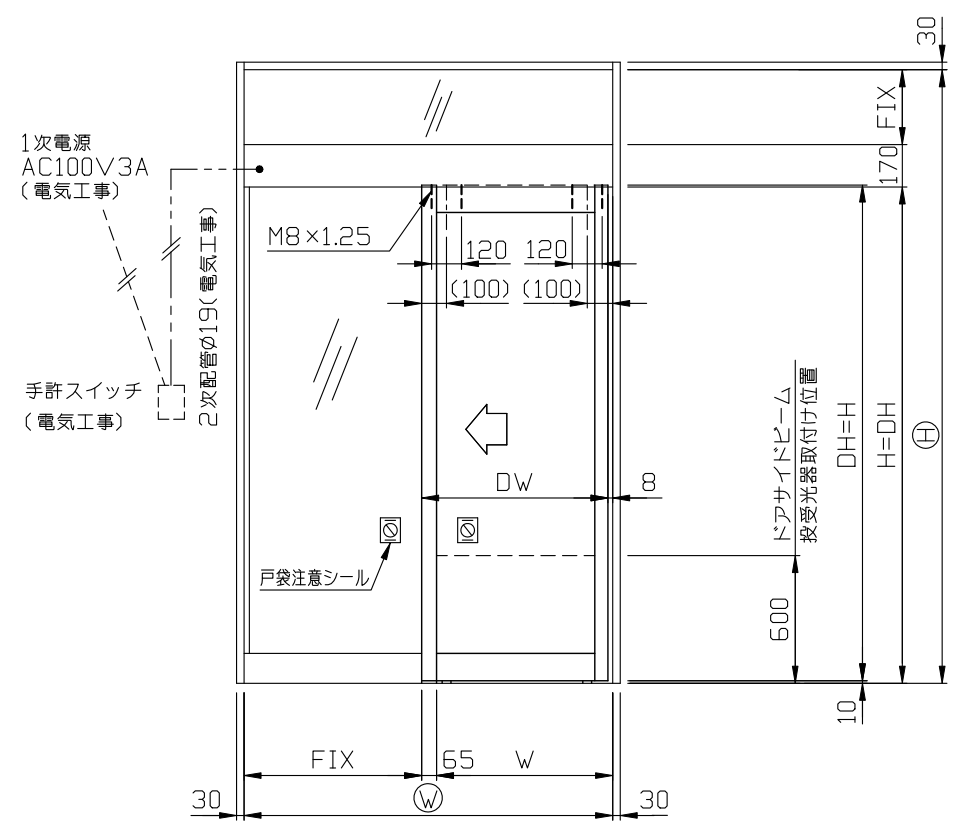 30
FIX
170
1次電源
AC100V3A
(電気工事)
2次配管Ø19(電気工事)
M8×1.25
120
120
(100)
(100)
手許スイッチ
(電気工事)
ドアサイドビーム
投受光器取付け位置
DH=H
H=DH
H
DW
8
戸袋注意シール
600
10
FIX
65
W
30
W
30